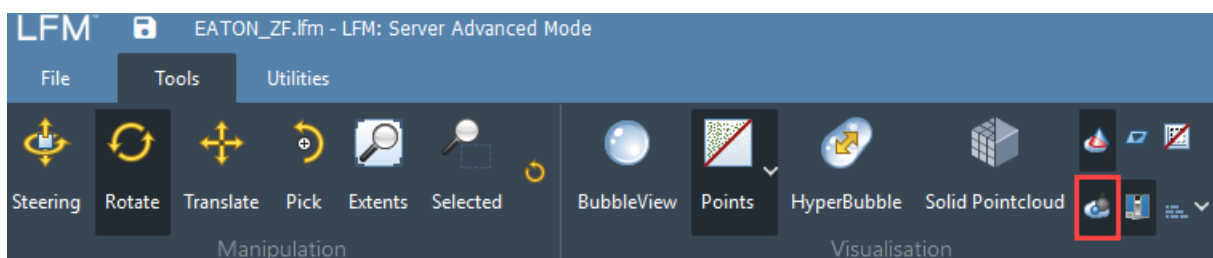 LFM™ EATON_ZF.lfm - LFM: Server Advanced Mode
File Tools Utilities
Steering Rotate Translate Pick Extents Selected BubbleView Points HyperBubble Solid Pointcloud
Manipulation Visualisation